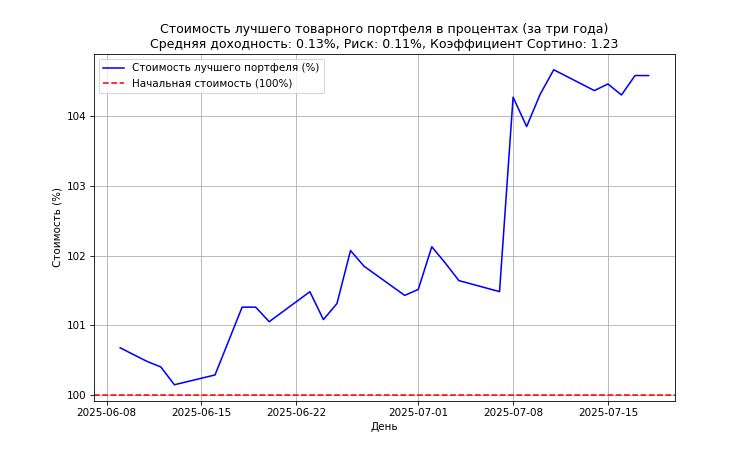 Стоимость лучшего товарного портфеля в процентах (за три года)
Средняя доходность: 0.13%, Риск: 0.11%, Коэффициент Сортино: 1.23
Стоимость лучшего портфеля (%)
Начальная стоимость (100%)
Стоимость (%)
104
103
102
101
100
2025-06-08
2025-06-15
2025-06-22
2025-07-01
2025-07-08
2025-07-15
День